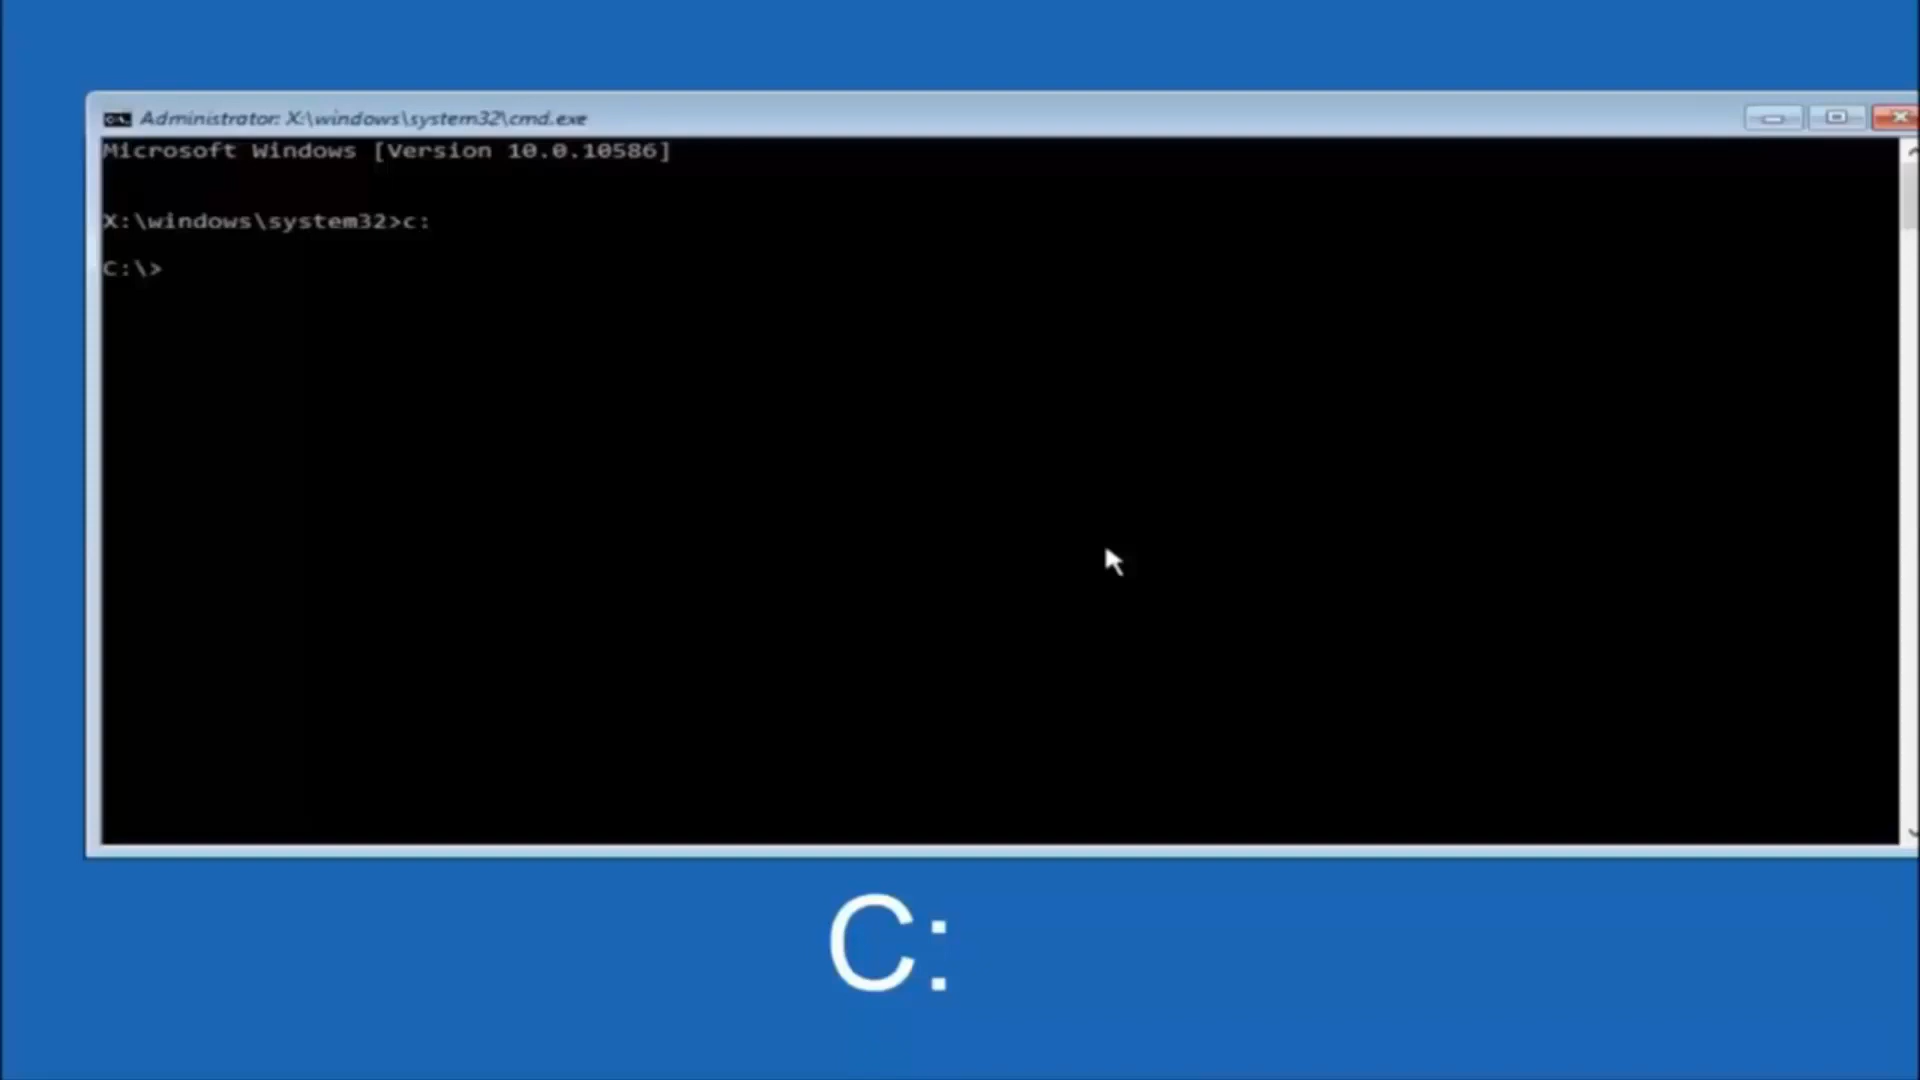 Administrator: X:\windows\system32\cmd.exe
Microsoft Windows [Version 10.0.10586]
X:\windows\system32>c:
C:\>
C: